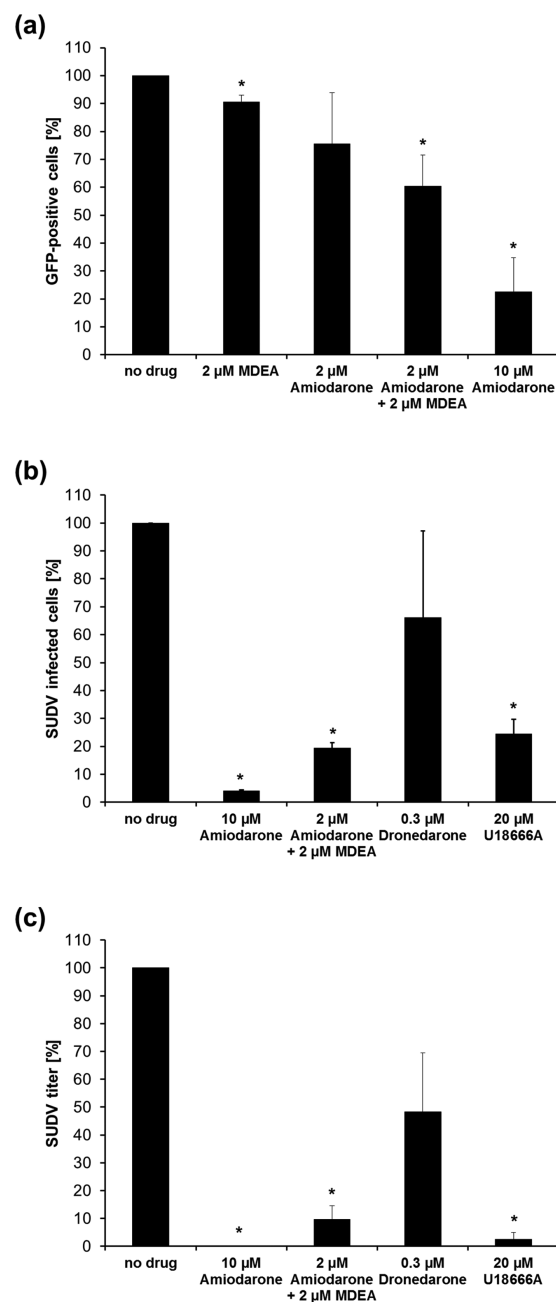 (a)
GFP-positive cells [%]
110
100
90
80
70
60
50
40
30
20
10
0
*
*
*
no drug
2 µM MDEA
2 µM
Amiodarone
2 µM
Amiodarone
+ 2 µM MDEA
10 µM
Amiodarone
(b)
SUDV infected cells [%]
110
100
90
80
70
60
50
40
30
20
10
0
*
*
*
no drug
10 µM
Amiodarone
2 µM
Amiodarone
+ 2 µM MDEA
0.3 µM
Dronedarone
20 µM
U18666A
(c)
SUDV titer [%]
110
100
90
80
70
60
50
40
30
20
10
0
*
*
*
no drug
10 µM
Amiodarone
2 µM
Amiodarone
+ 2 µM MDEA
0.3 µM
Dronedarone
20 µM
U18666A